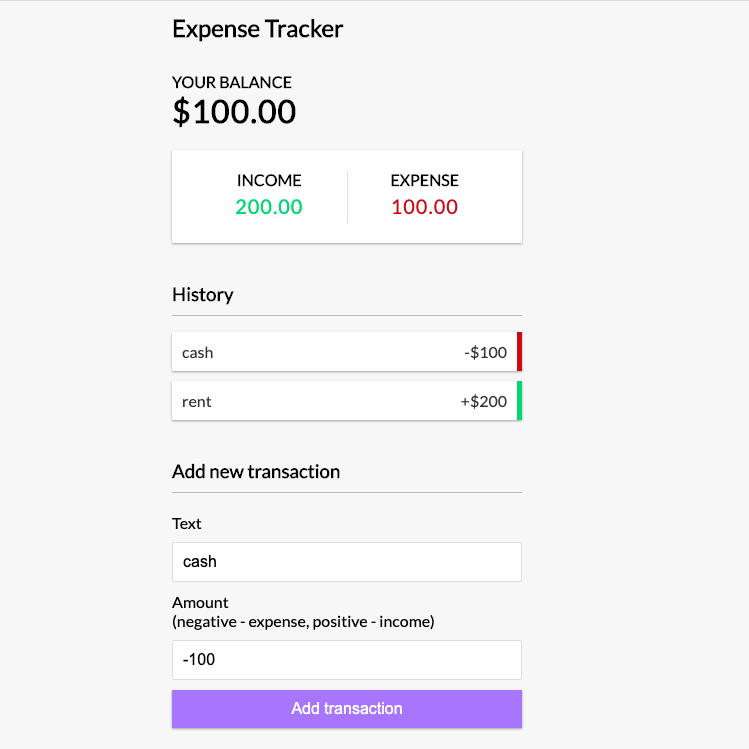 Expense Tracker
YOUR BALANCE
$100.00
INCOME EXPENSE
200.00 100.00
History
cash -$100
rent +$200
Add new transaction
Text
cash
Amount
(negative - expense, positive - income)
-100
Add transaction